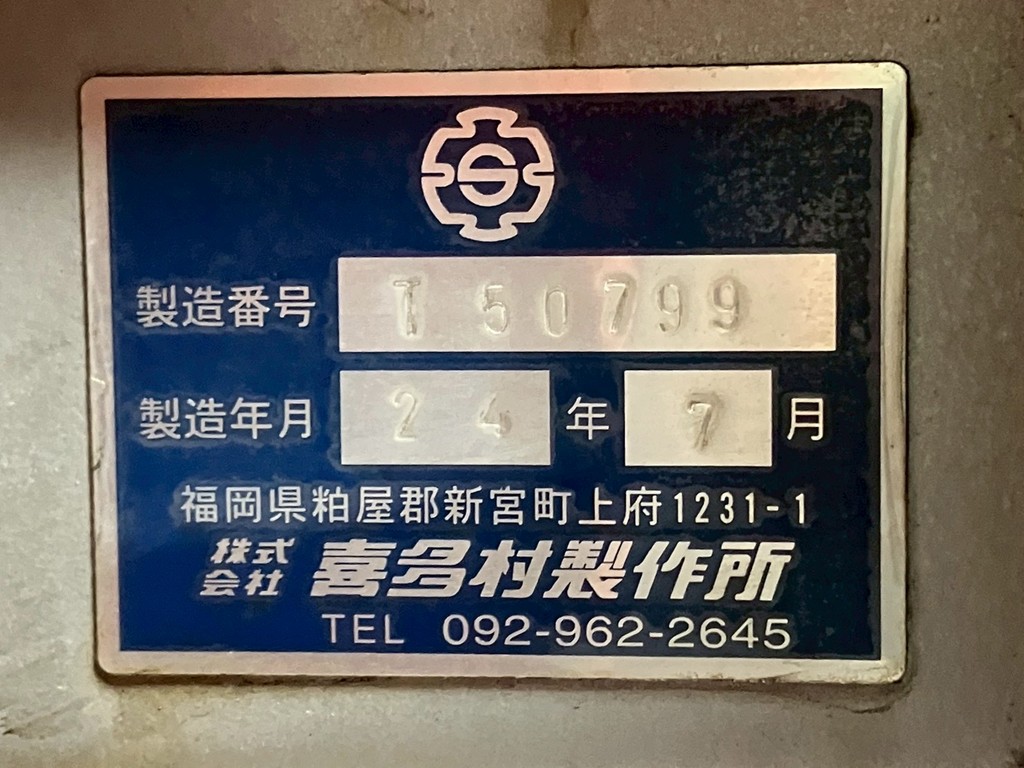 S
製造番号 T 50799
製造年月 24 年 7 月
福岡県粕屋郡新宮町上府1231-1
株式会社 喜多村製作所
TEL 092-962-2645